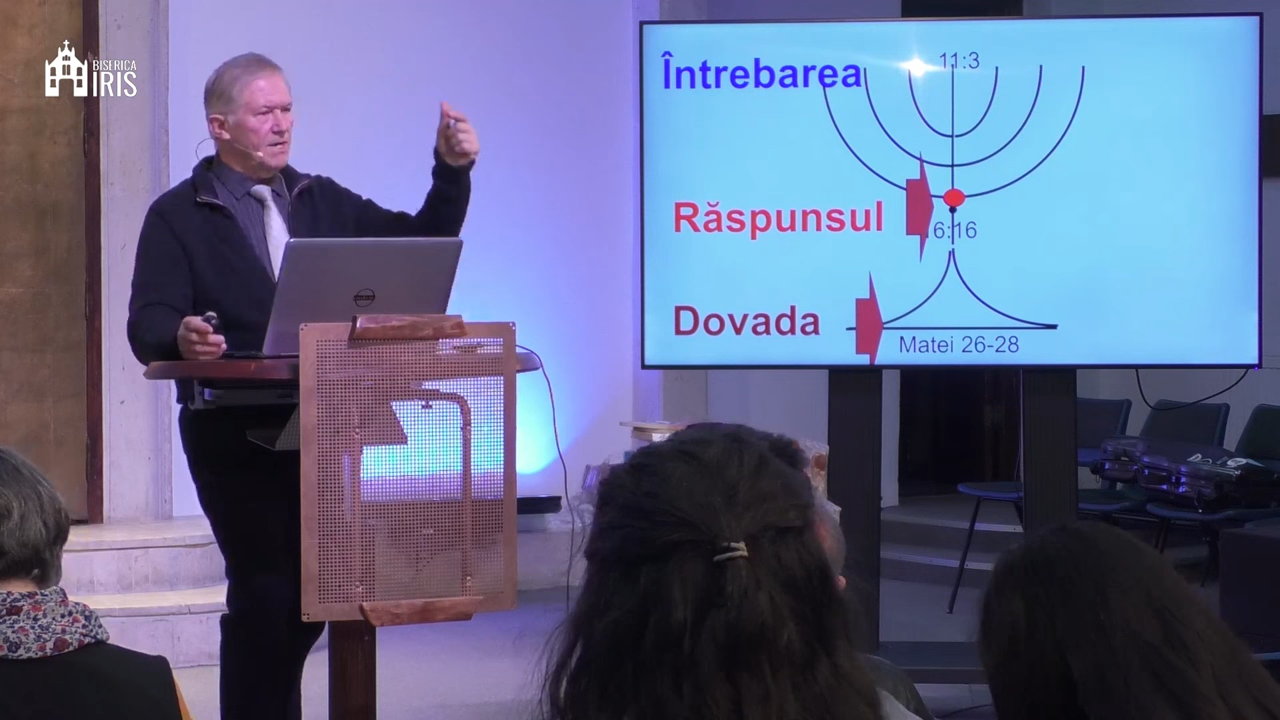 BISERICA
IRIS
Întrebarea
11:3
Răspunsul
16:16
Dovada
Matei 26-28